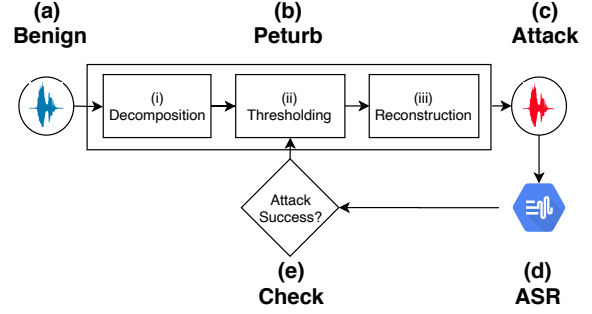 (a)
Benign
(b)
Peturb
(c)
Attack
(i)
Decomposition
(ii)
Thresholding
(iii)
Reconstruction
Attack
Success?
(e)
Check
(d)
ASR